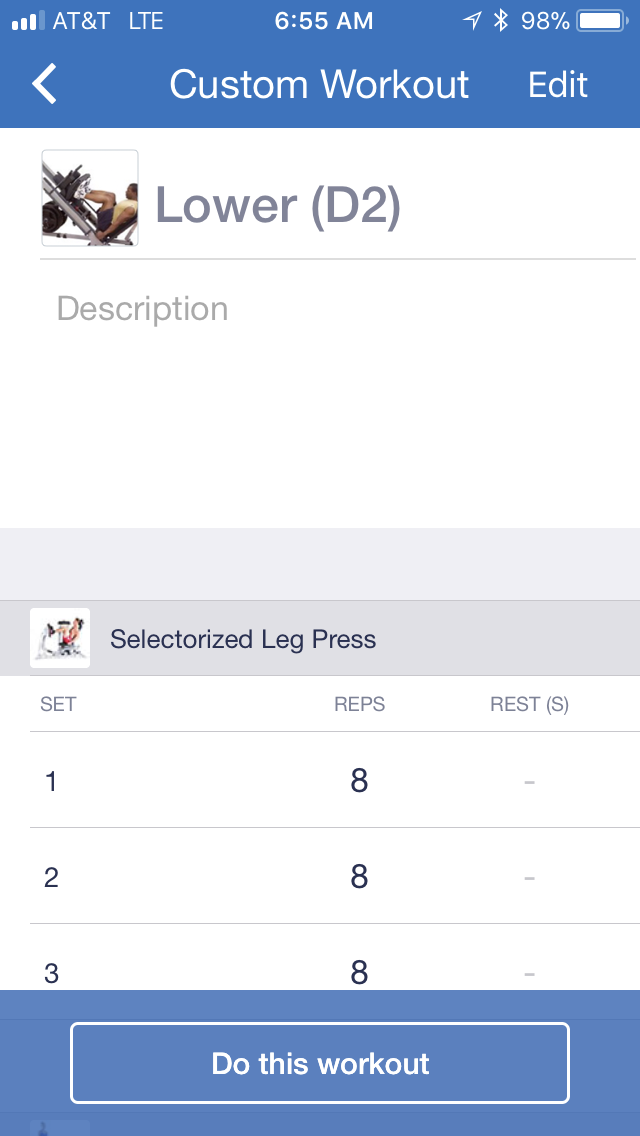 AT&T LTE 6:55 AM 98%
Custom Workout Edit
Lower (D2)
Description
Selectorized Leg Press
SET REPS REST (S)
1 8 -
2 8 -
3 8 -
Do this workout